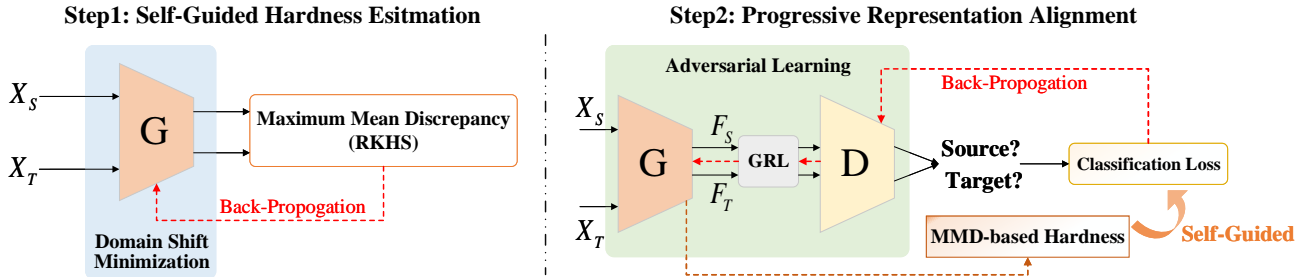 Step1: Self-Guided Hardness Esitmation
X_S
X_T
G
Maximum Mean Discrepancy
(RKHS)
Back-Propogation
Domain Shift
Minimization
Step2: Progressive Representation Alignment
Adversarial Learning
Back-Propogation
X_S
X_T
G
F_S
GRL
F_T
D
Source?
Target?
Classification Loss
MMD-based Hardness
Self-Guided